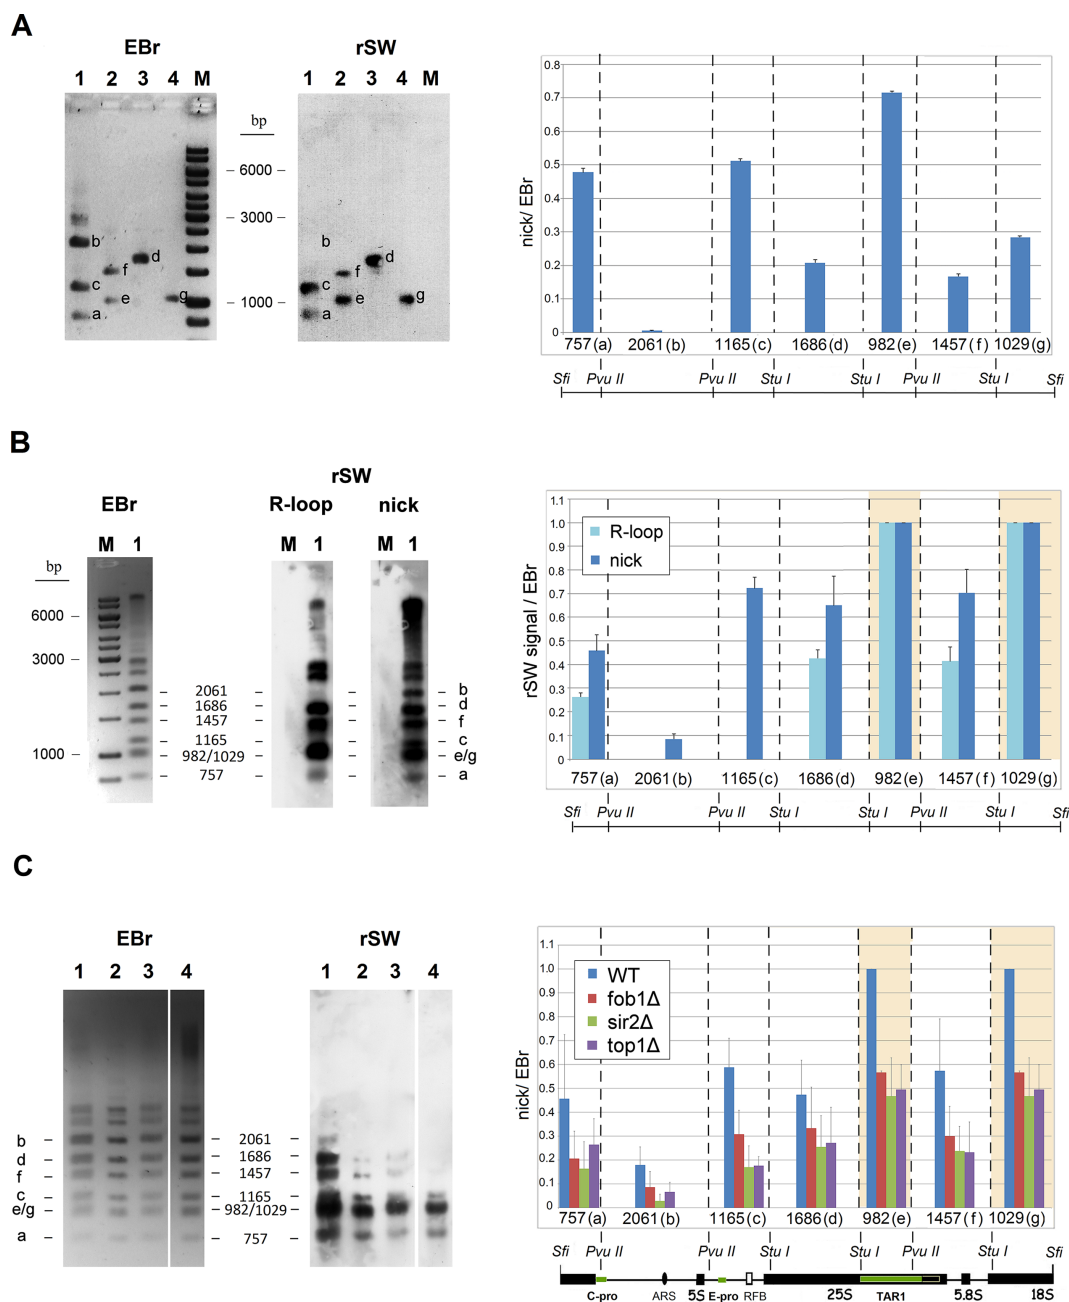 A
EBr
rSW
1 2 3 4 M
1 2 3 4 M
bp
6000
3000
1000
b
c
a
f
e
d
g
b
c
a
f
e
d
g
nick/ EBr
0.8
0.7
0.6
0.5
0.4
0.3
0.2
0.1
0
757 (a) 2061 (b) 1165 (c) 1686 (d) 982 (e) 1457 (f) 1029 (g)
Sfi Pvu II Pvu II Stu I Stu I Pvu II Stu I Sfi
B
rSW
EBr R-loop nick
M 1 M 1 M 1
bp
6000
3000
1000
2061
1686
1457
1165
982/1029
757
b
d
f
c
e/g
a
rSW signal / EBr
1.1
1.0
0.9
0.8
0.7
0.6
0.5
0.4
0.3
0.2
0.1
0
R-loop
nick
757 (a) 2061 (b) 1165 (c) 1686 (d) 982 (e) 1457 (f) 1029 (g)
Sfi Pvu II Pvu II Stu I Stu I Pvu II Stu I Sfi
C
EBr rSW
1 2 3 4 1 2 3 4
b
d
f
c
e/g
a
2061
1686
1457
1165
982/1029
757
nick/ EBr
1.1
1.0
0.9
0.8
0.7
0.6
0.5
0.4
0.3
0.2
0.1
0
WT
fob1Δ
sir2Δ
top1Δ
757 (a) 2061 (b) 1165 (c) 1686 (d) 982 (e) 1457 (f) 1029 (g)
Sfi Pvu II Pvu II Stu I Stu I Pvu II Stu I Sfi
C-pro ARS 5S E-pro RFB 25S TAR1 5.8S 18S